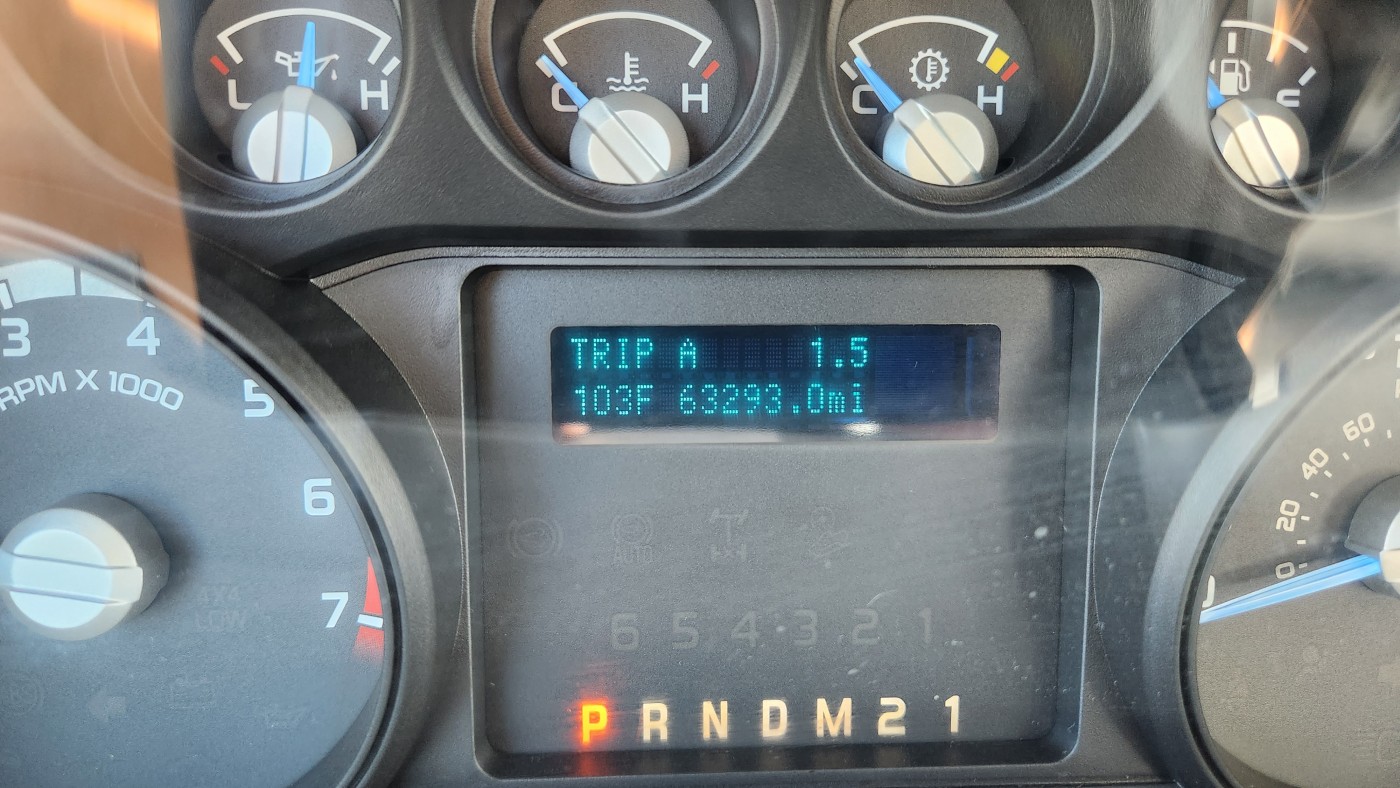 L H
C H
C H
TRIP A 1.5
103F 63293.0mi
3 4 5 6 7
RPM X 1000
0 20 40 60
AUTO
4X4
LOW
6 5 4 3 2 1
P R N D M 2 1